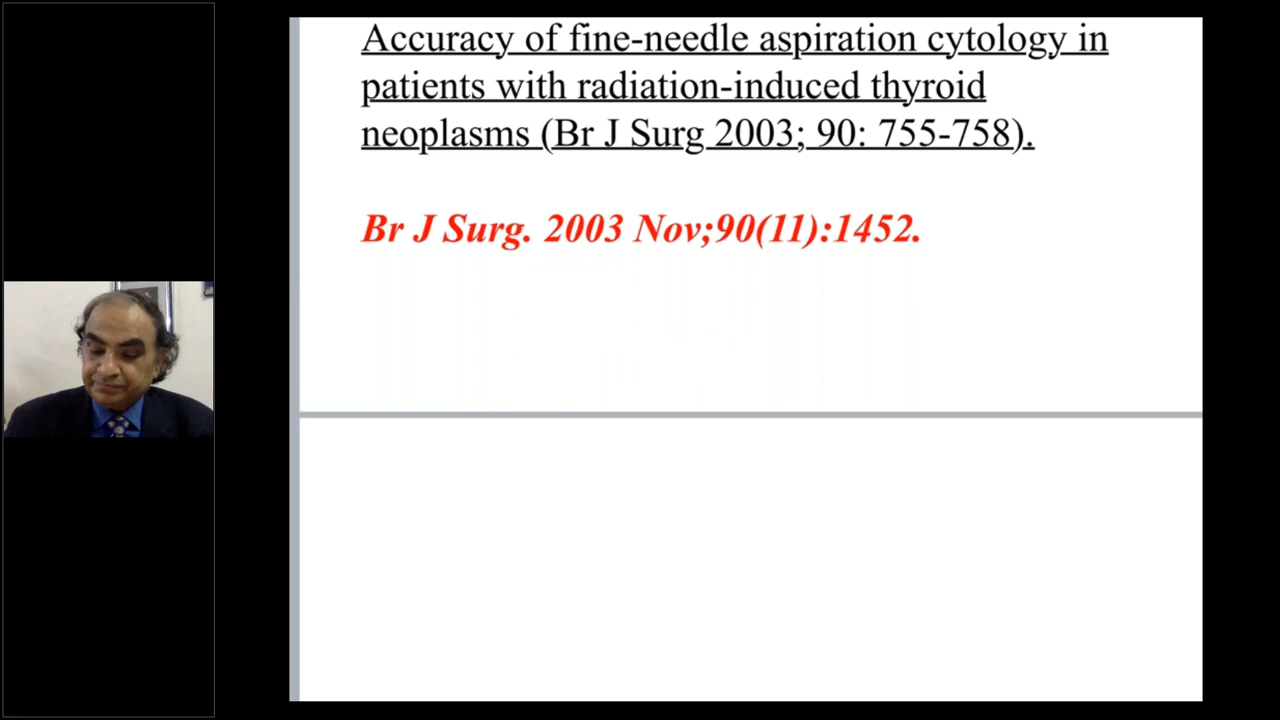 Accuracy of fine-needle aspiration cytology in
patients with radiation-induced thyroid
neoplasms (Br J Surg 2003; 90: 755-758).
Br J Surg. 2003 Nov;90(11):1452.